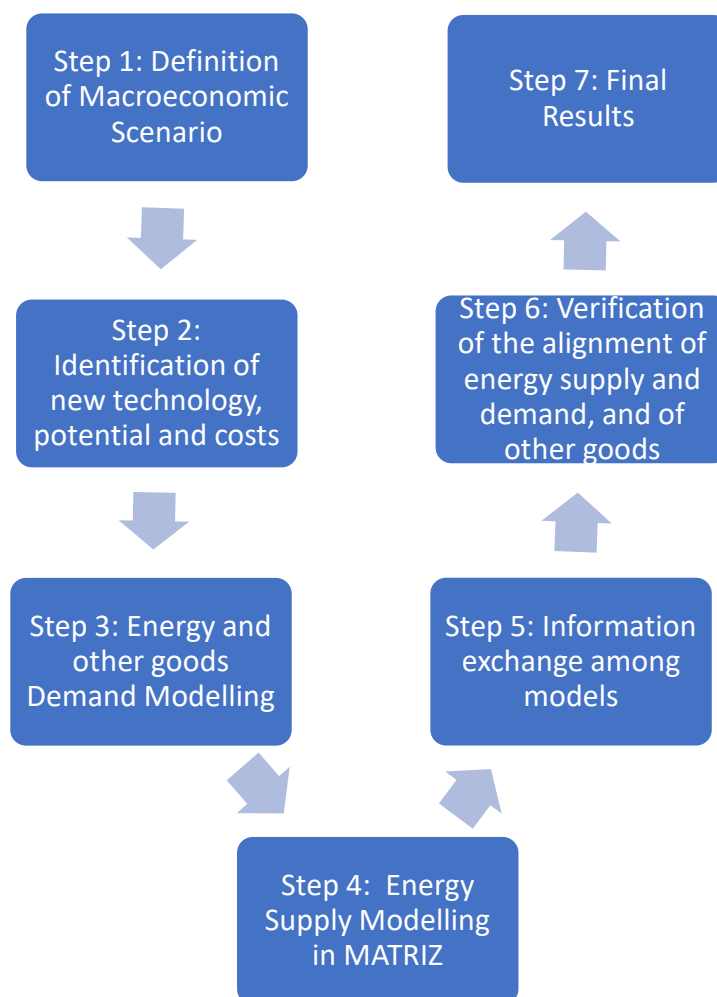 Step 1: Definition
of Macroeconomic
Scenario
Step 2:
Identification of
new technology,
potential and costs
Step 3: Energy and
other goods
Demand Modelling
Step 4:  Energy
Supply Modelling
in MATRIZ
Step 5: Information
exchange among
models
Step 6: Verification
of the alignment of
energy supply and
demand, and of
other goods
Step 7: Final
Results